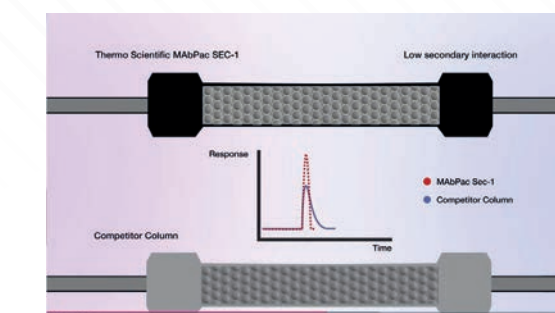 Thermo Scientific MAbPac SEC-1
Low secondary interaction
Response
MAbPac Sec-1
Competitor Column
Competitor Column
Time